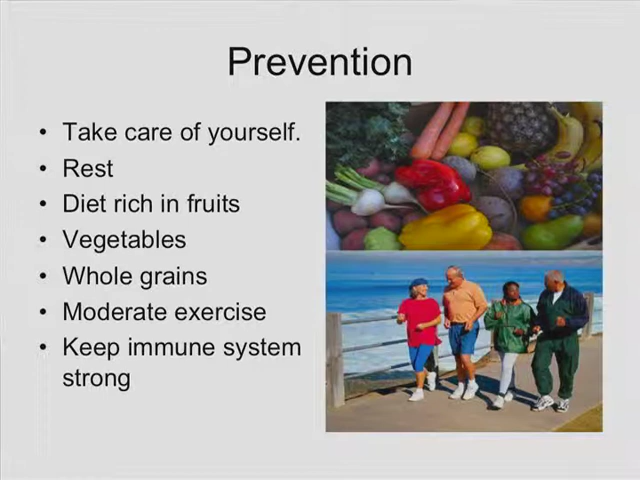 Prevention
• Take care of yourself.
• Rest
• Diet rich in fruits
• Vegetables
• Whole grains
• Moderate exercise
• Keep immune system
strong